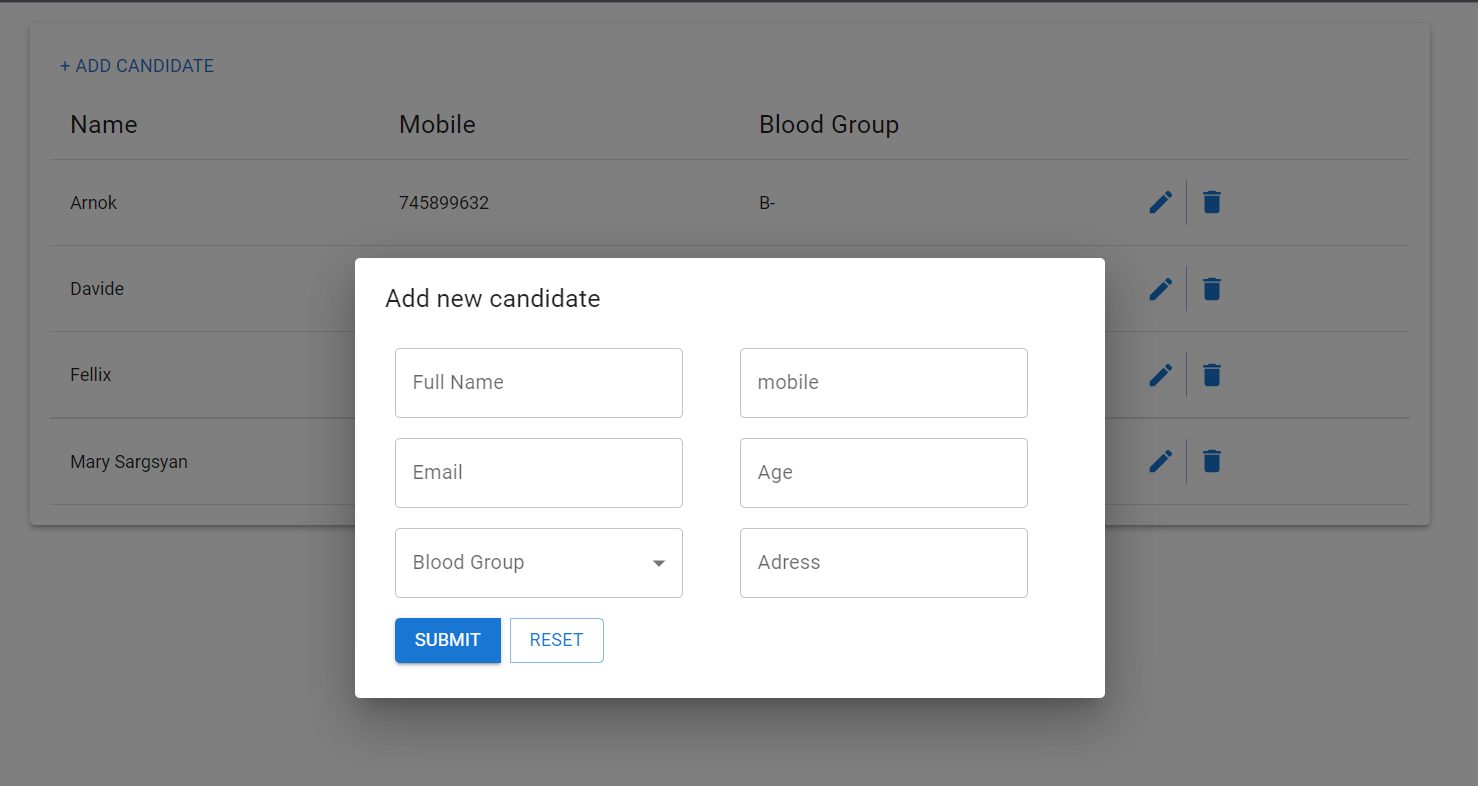 + ADD CANDIDATE
Name Mobile Blood Group
Arnok 745899632 B-
Davide
Fellix
Mary Sargsyan
Add new candidate
Full Name mobile
Email Age
Blood Group Adress
SUBMIT RESET